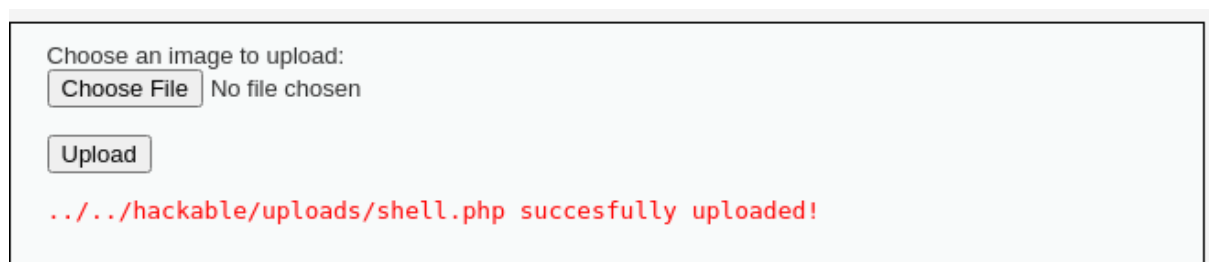 Choose an image to upload:
Choose File No file chosen
Upload
../../hackable/uploads/shell.php succesfully uploaded!